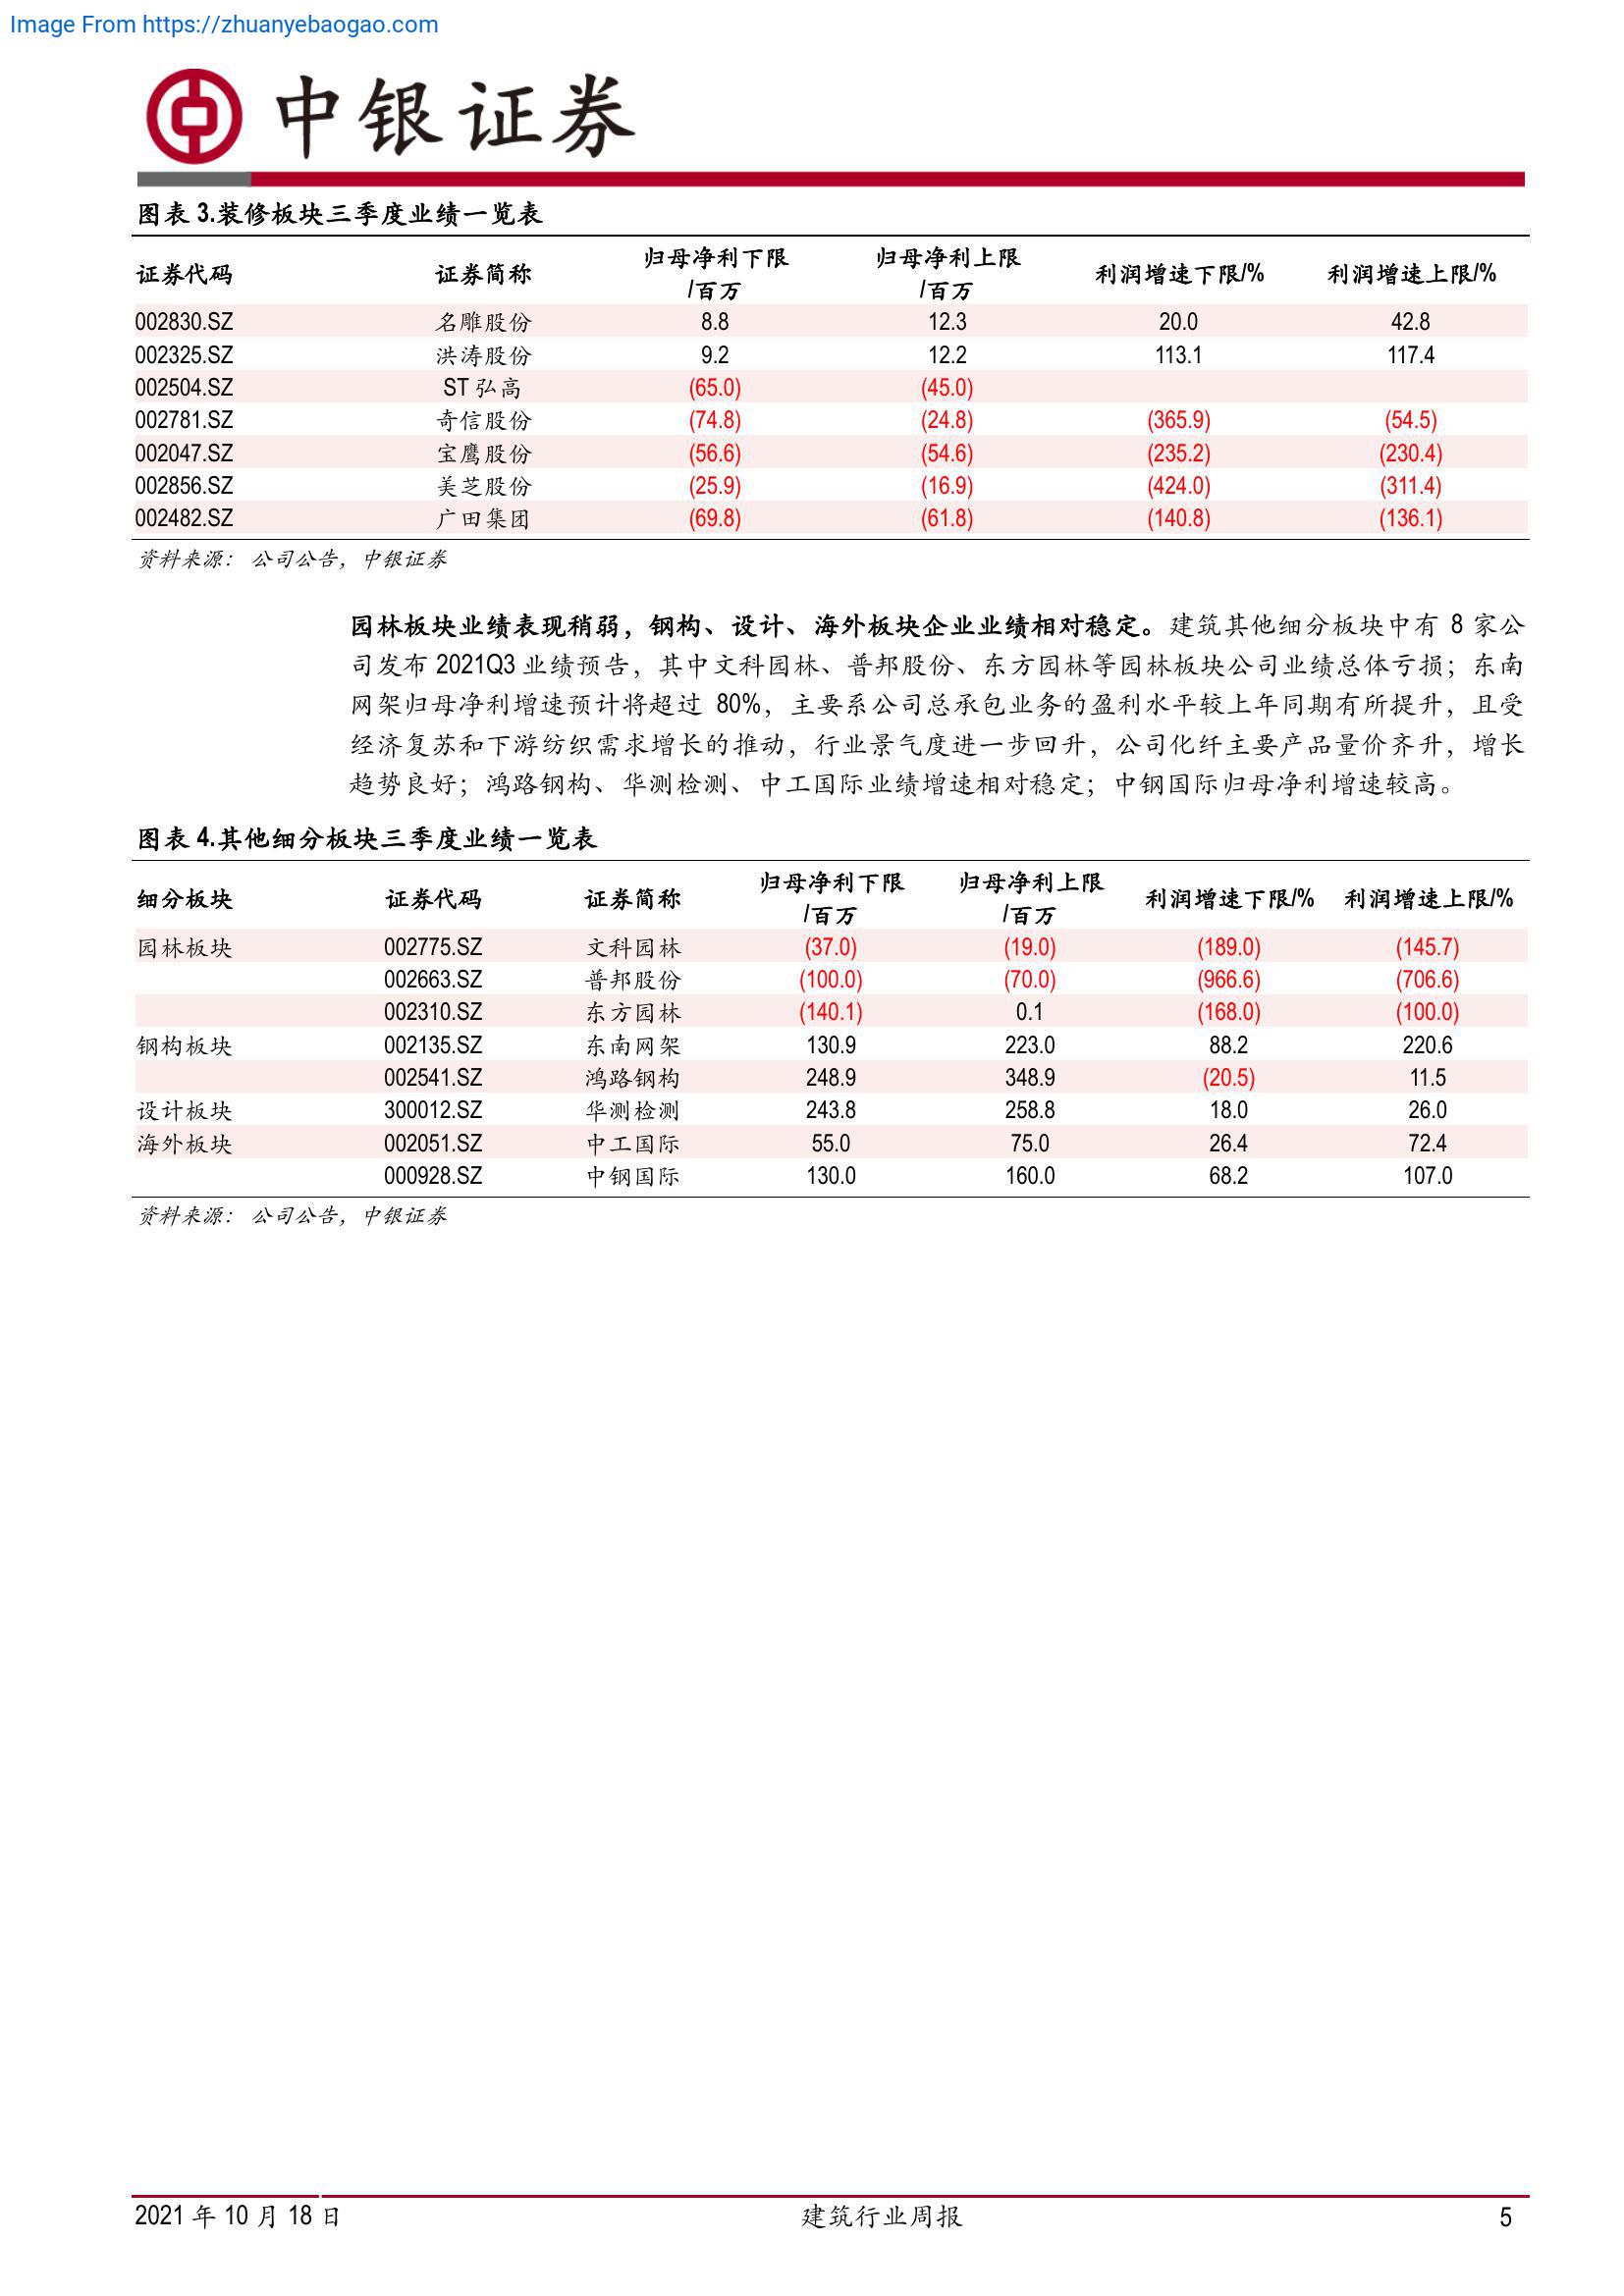 Image From https://zhuanyebaogao.com
中银证券
图表 3.装修板块三季度业绩一览表
证券代码 证券简称 归母净利下限/百万 归母净利上限/百万 利润增速下限/% 利润增速上限/%
002830.SZ 名雕股份 8.8 12.3 20.0 42.8
002325.SZ 洪涛股份 9.2 12.2 113.1 117.4
002504.SZ ST 弘高 (65.0) (45.0)
002781.SZ 奇信股份 (74.8) (24.8) (365.9) (54.5)
002047.SZ 宝鹰股份 (56.6) (54.6) (235.2) (230.4)
002856.SZ 美芝股份 (25.9) (16.9) (424.0) (311.4)
002482.SZ 广田集团 (69.8) (61.8) (140.8) (136.1)
资料来源：公司公告，中银证券
园林板块业绩表现稍弱，钢构、设计、海外板块企业业绩相对稳定。建筑其他细分板块中有 8 家公
司发布 2021Q3 业绩预告，其中文科园林、普邦股份、东方园林等园林板块公司业绩总体亏损；东南
网架归母净利增速预计将超过 80%，主要系公司总承包业务的盈利水平较上年同期有所提升，且受
经济复苏和下游纺织需求增长的推动，行业景气度进一步回升，公司化纤主要产品量价齐升，增长
趋势良好；鸿路钢构、华测检测、中工国际业绩增速相对稳定；中钢国际归母净利增速较高。
图表 4.其他细分板块三季度业绩一览表
细分板块 证券代码 证券简称 归母净利下限/百万 归母净利上限/百万 利润增速下限/% 利润增速上限/%
园林板块 002775.SZ 文科园林 (37.0) (19.0) (189.0) (145.7)
002663.SZ 普邦股份 (100.0) (70.0) (966.6) (706.6)
002310.SZ 东方园林 (140.1) 0.1 (168.0) (100.0)
钢构板块 002135.SZ 东南网架 130.9 223.0 88.2 220.6
002541.SZ 鸿路钢构 248.9 348.9 (20.5) 11.5
设计板块 300012.SZ 华测检测 243.8 258.8 18.0 26.0
海外板块 002051.SZ 中工国际 55.0 75.0 26.4 72.4
000928.SZ 中钢国际 130.0 160.0 68.2 107.0
资料来源：公司公告，中银证券
2021 年 10 月 18 日 建筑行业周报 5